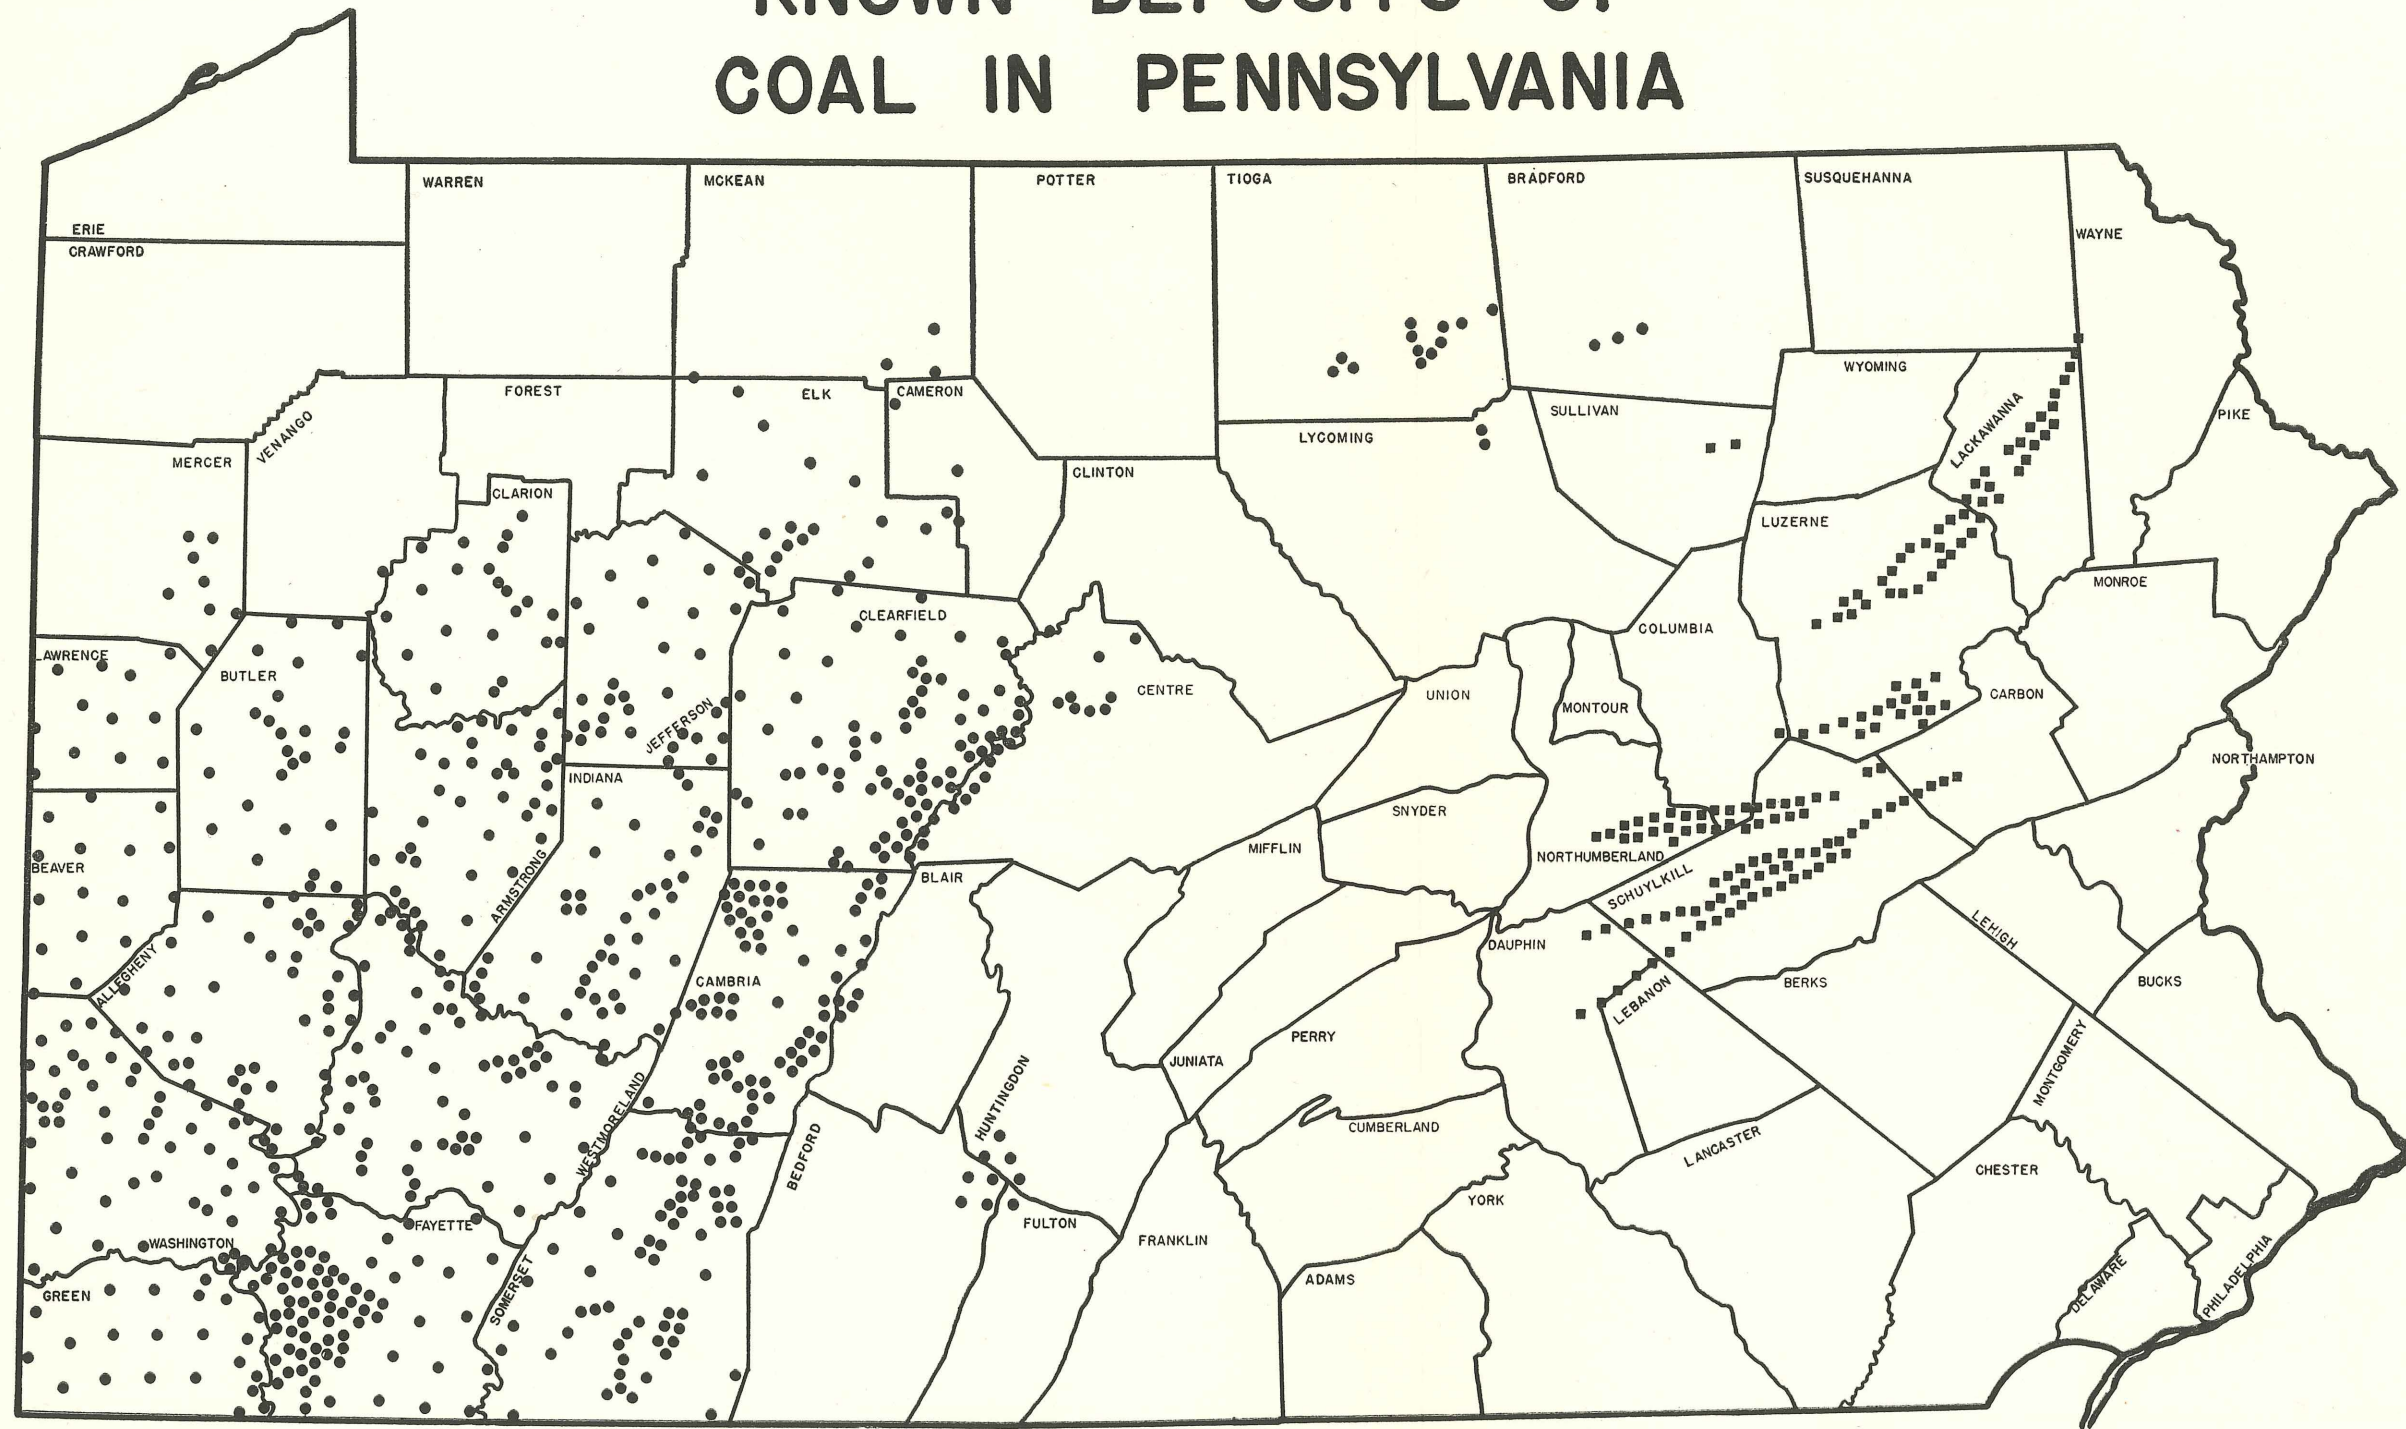 KNOWN DEPOSITS OF
COAL IN PENNSYLVANIA
WARREN
MCKEAN
POTTER
TIOGA
BRADFORD
SUSQUEHANNA
ERIE
CRAWFORD
WAYNE
FOREST
ELK
CAMERON
WYOMING
VENANGO
MERCER
SULLIVAN
LYCOMING
LACKAWANNA
PIKE
CLINTON
CLARION
LUZERNE
MONROE
CLEARFIELD
COLUMBIA
LAWRENCE
BUTLER
CENTRE
UNION
MONTOUR
CARBON
JEFFERSON
NORTHAMPTON
INDIANA
SNYDER
MIFFLIN
NORTHUMBERLAND
BEAVER
ARMSTRONG
BLAIR
SCHUYLKILL
DAUPHIN
LEHIGH
ALLEGHENY
CAMBRIA
LEBANON
BERKS
BUCKS
PERRY
JUNIATA
HUNTINGDON
MONTGOMERY
WESTMORELAND
BEDFORD
CUMBERLAND
LANCASTER
CHESTER
YORK
FAYETTE
FULTON
WASHINGTON
FRANKLIN
GREEN
SOMERSET
ADAMS
DELAWARE
PHILADELPHIA